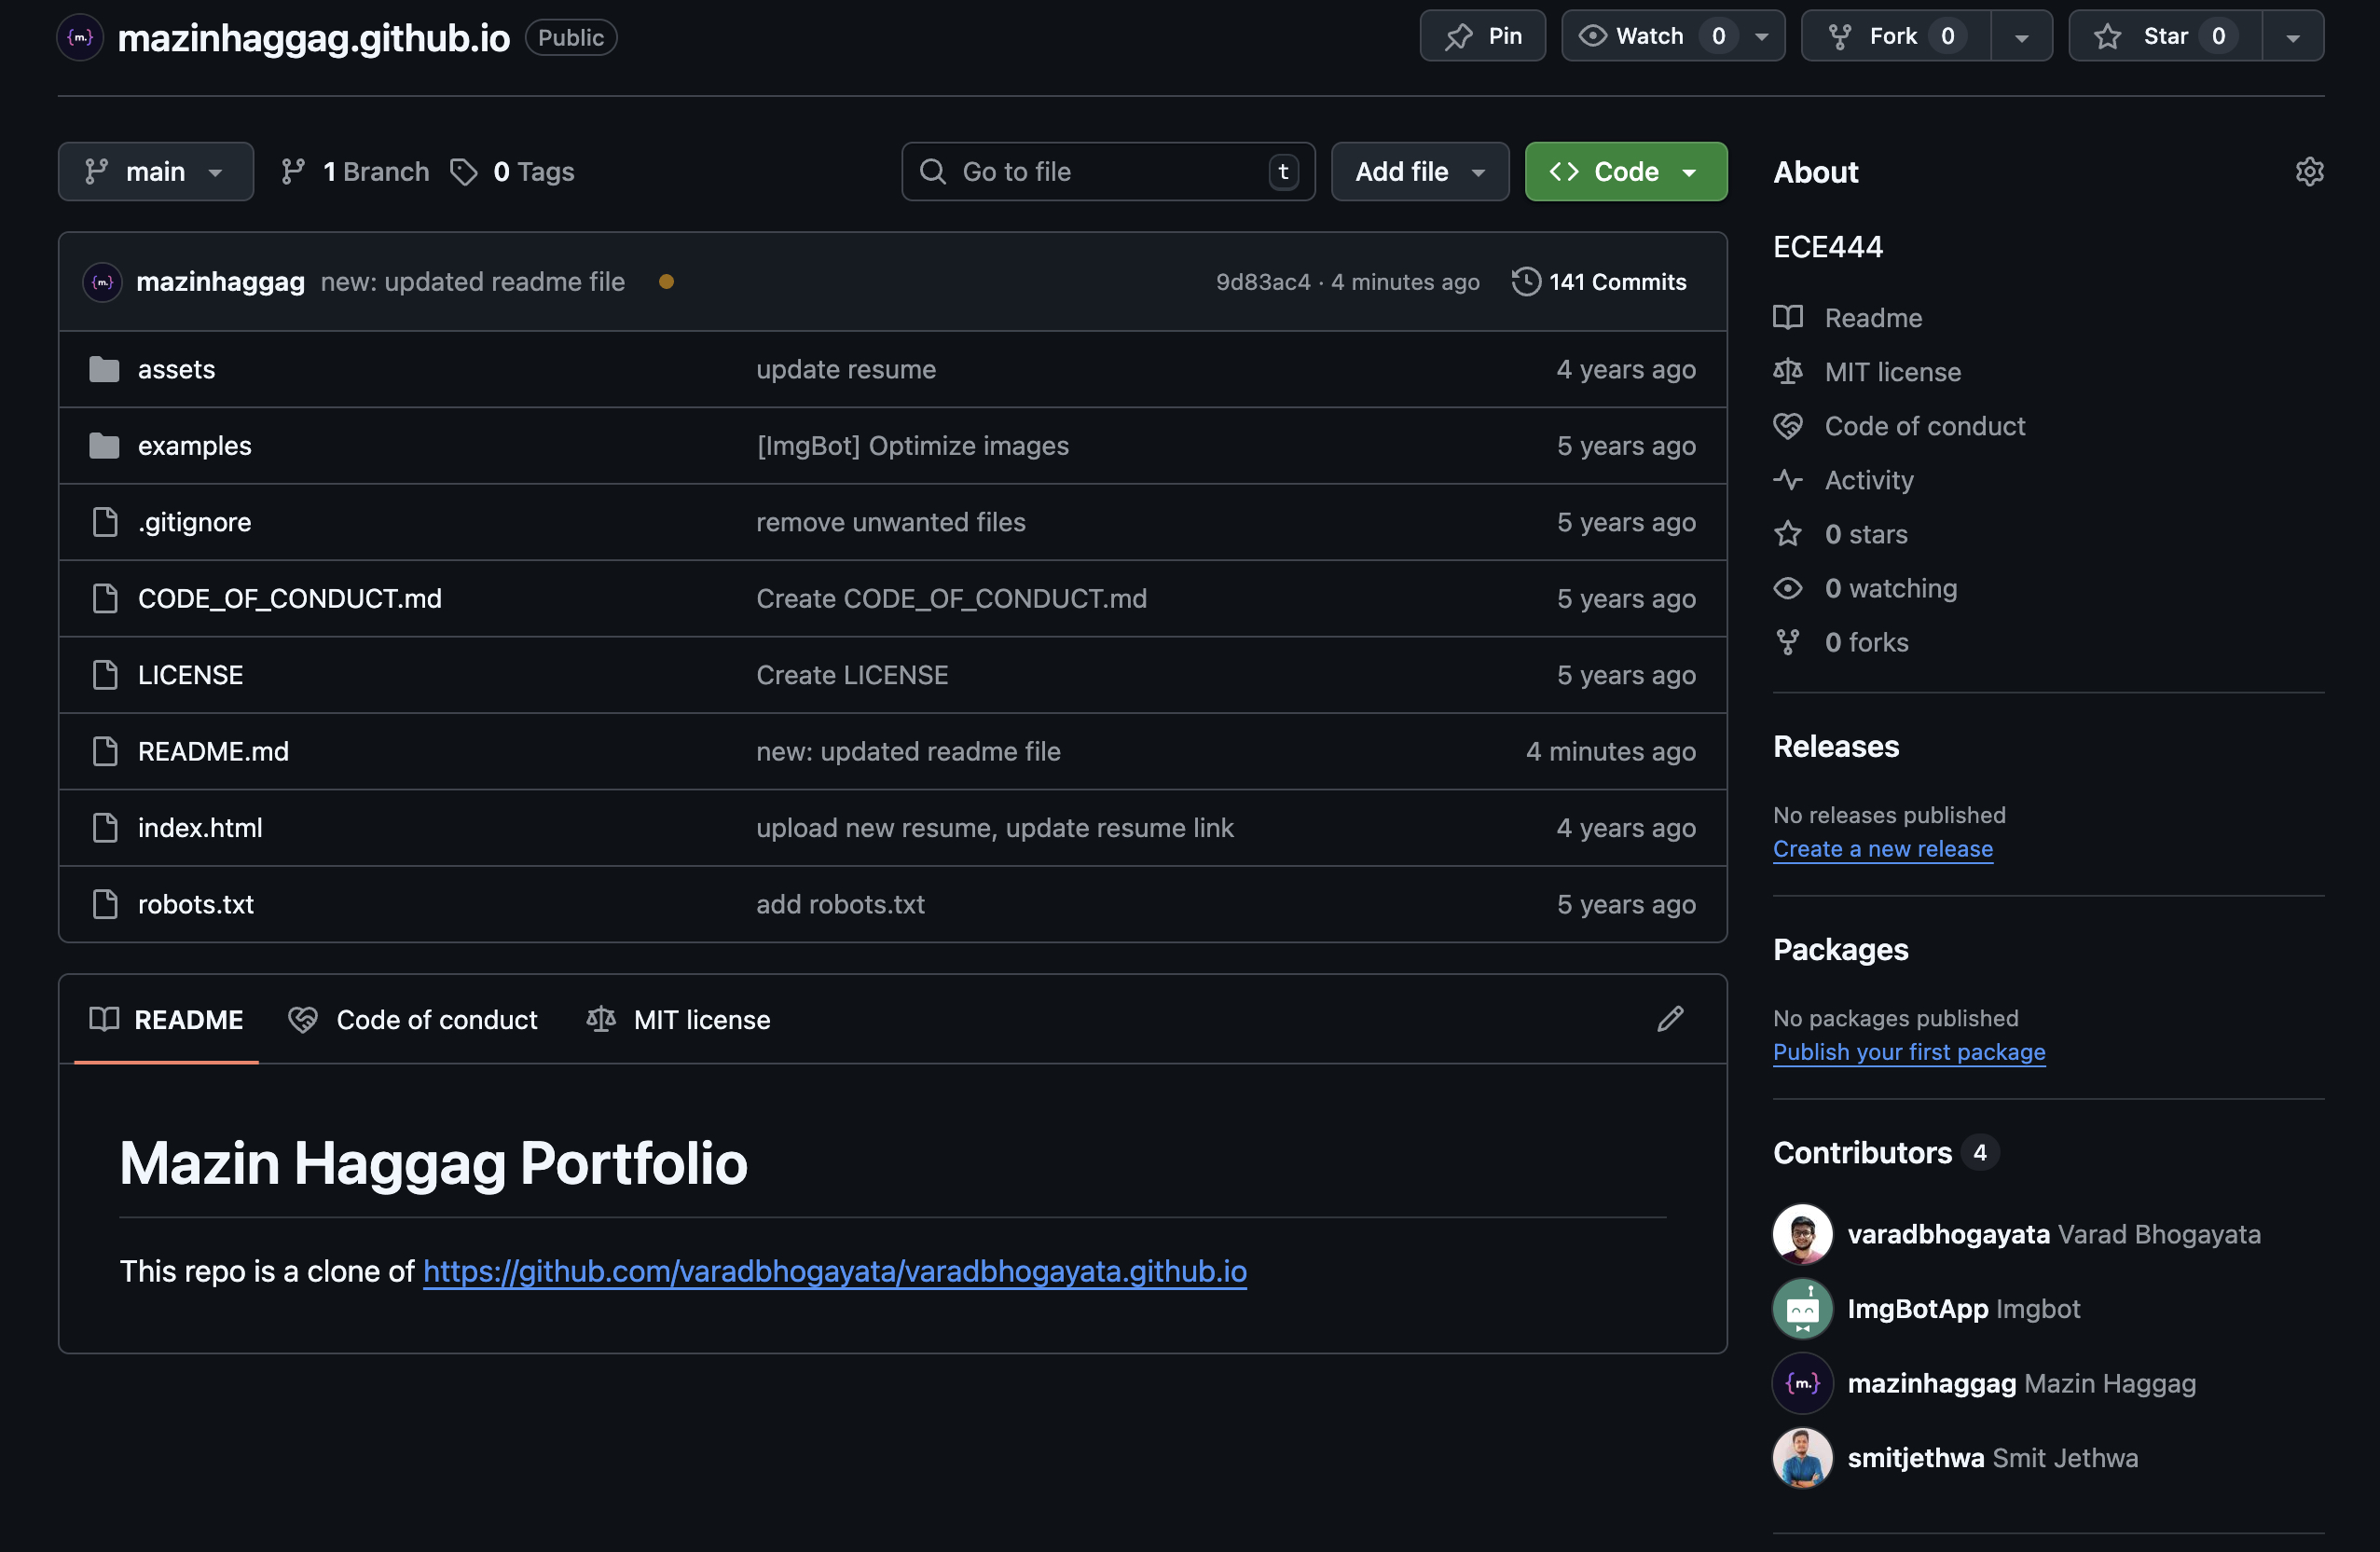 {m.} mazinhaggag.github.io Public Pin Watch 0 Fork 0 Star 0
main 1 Branch 0 Tags Go to file t Add file Code
{m.} mazinhaggag new: updated readme file 9d83ac4 · 4 minutes ago 141 Commits
assets update resume 4 years ago
examples [ImgBot] Optimize images 5 years ago
.gitignore remove unwanted files 5 years ago
CODE_OF_CONDUCT.md Create CODE_OF_CONDUCT.md 5 years ago
LICENSE Create LICENSE 5 years ago
README.md new: updated readme file 4 minutes ago
index.html upload new resume, update resume link 4 years ago
robots.txt add robots.txt 5 years ago
README Code of conduct MIT license
Mazin Haggag Portfolio
This repo is a clone of https://github.com/varadbhogayata/varadbhogayata.github.io
About
ECE444
Readme
MIT license
Code of conduct
Activity
0 stars
0 watching
0 forks
Releases
No releases published
Create a new release
Packages
No packages published
Publish your first package
Contributors 4
varadbhogayata Varad Bhogayata
ImgBotApp Imgbot
{m.} mazinhaggag Mazin Haggag
smitjethwa Smit Jethwa